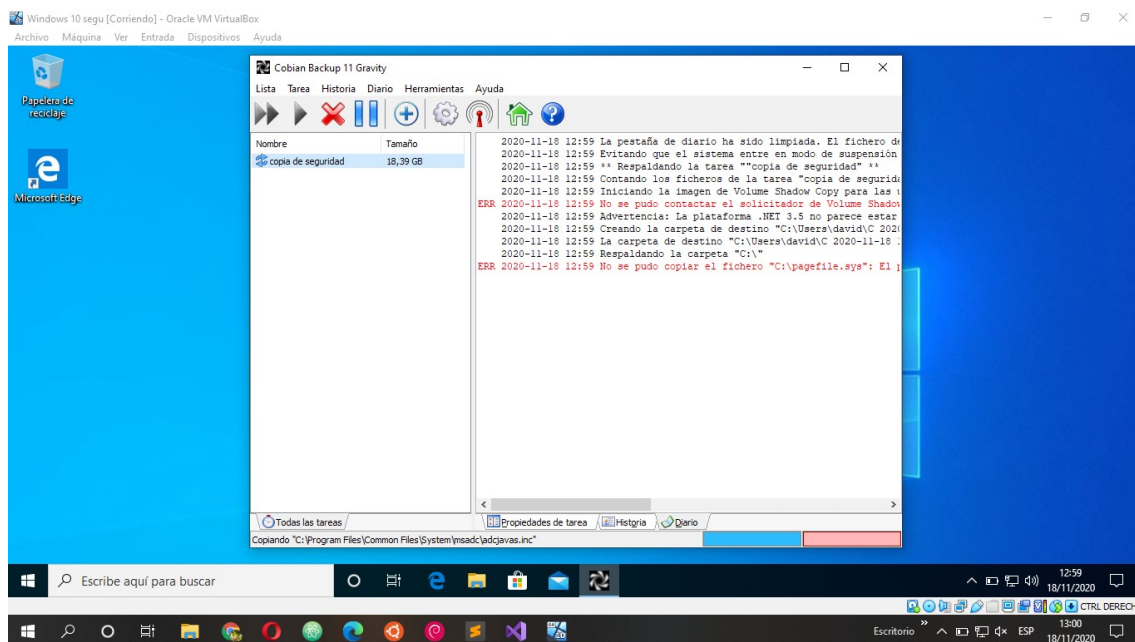 Windows 10 segu [Corriendo] - Oracle VM VirtualBox
Archivo Máquina Ver Entrada Dispositivos Ayuda
Papelera de
reciclaje
Microsoft Edge
Cobian Backup 11 Gravity
Lista Tarea Historia Diario Herramientas Ayuda
Nombre Tamaño
copia de seguridad 18,39 GB
2020-11-18 12:59 La pestaña de diario ha sido limpiada. El fichero de
2020-11-18 12:59 Evitando que el sistema entre en modo de suspensión
2020-11-18 12:59 ** Respaldando la tarea ""copia de seguridad" **
2020-11-18 12:59 Contando los ficheros de la tarea "copia de segurida
2020-11-18 12:59 Iniciando la imagen de Volume Shadow Copy para las
ERR 2020-11-18 12:59 No se pudo contactar el solicitador de Volume Shadow
2020-11-18 12:59 Advertencia: La plataforma .NET 3.5 no parece estar
2020-11-18 12:59 Creando la carpeta de destino "C:\Users\david\C 202
2020-11-18 12:59 La carpeta de destino "C:\Users\david\C 2020-11-18
2020-11-18 12:59 Respaldando la carpeta "C:\"
ERR 2020-11-18 12:59 No se pudo copiar el fichero "C:\pagefile.sys": El
Todas las tareas Propiedades de tarea Historia Diario
Copiando "C:\Program Files\Common Files\System\msadc\adcjavas.inc"
Escribe aquí para buscar
12:59
18/11/2020
CTRL DERECH
Escritorio ESP
13:00
18/11/2020